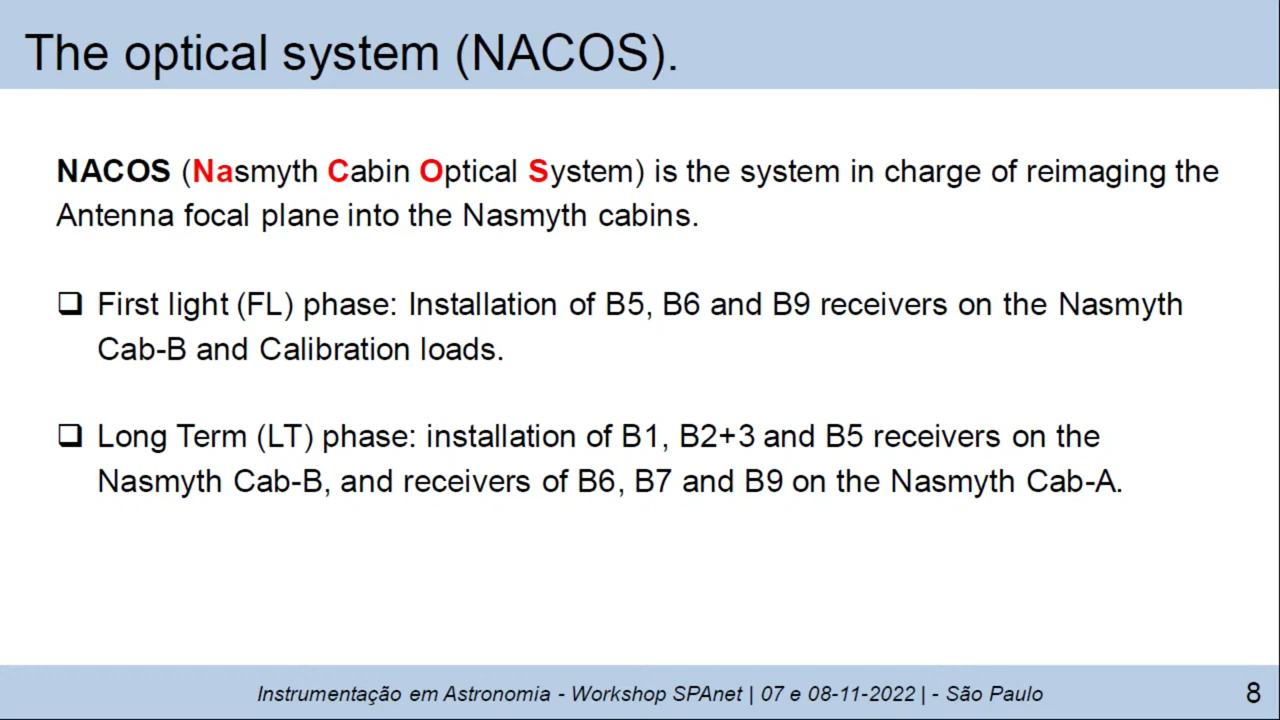 The optical system (NACOS).
NACOS (Nasmyth Cabin Optical System) is the system in charge of reimaging the
Antenna focal plane into the Nasmyth cabins.
❑ First light (FL) phase: Installation of B5, B6 and B9 receivers on the Nasmyth
Cab-B and Calibration loads.
❑ Long Term (LT) phase: installation of B1, B2+3 and B5 receivers on the
Nasmyth Cab-B, and receivers of B6, B7 and B9 on the Nasmyth Cab-A.
Instrumentação em Astronomia - Workshop SPAnet | 07 e 08-11-2022 | - São Paulo
8